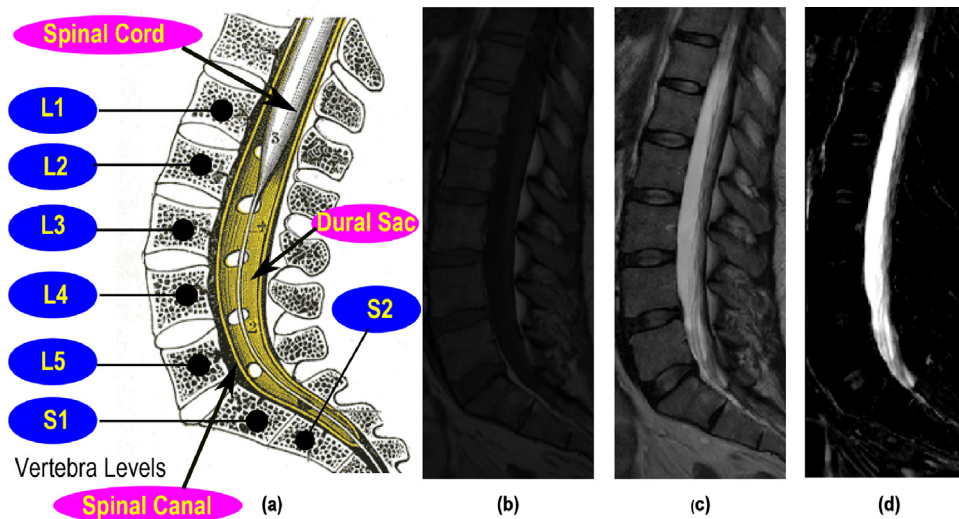 Spinal Cord
L1
L2
L3
Dural Sac
L4
S2
L5
S1
Vertebra Levels
Spinal Canal
(a)
(b)
(c)
(d)